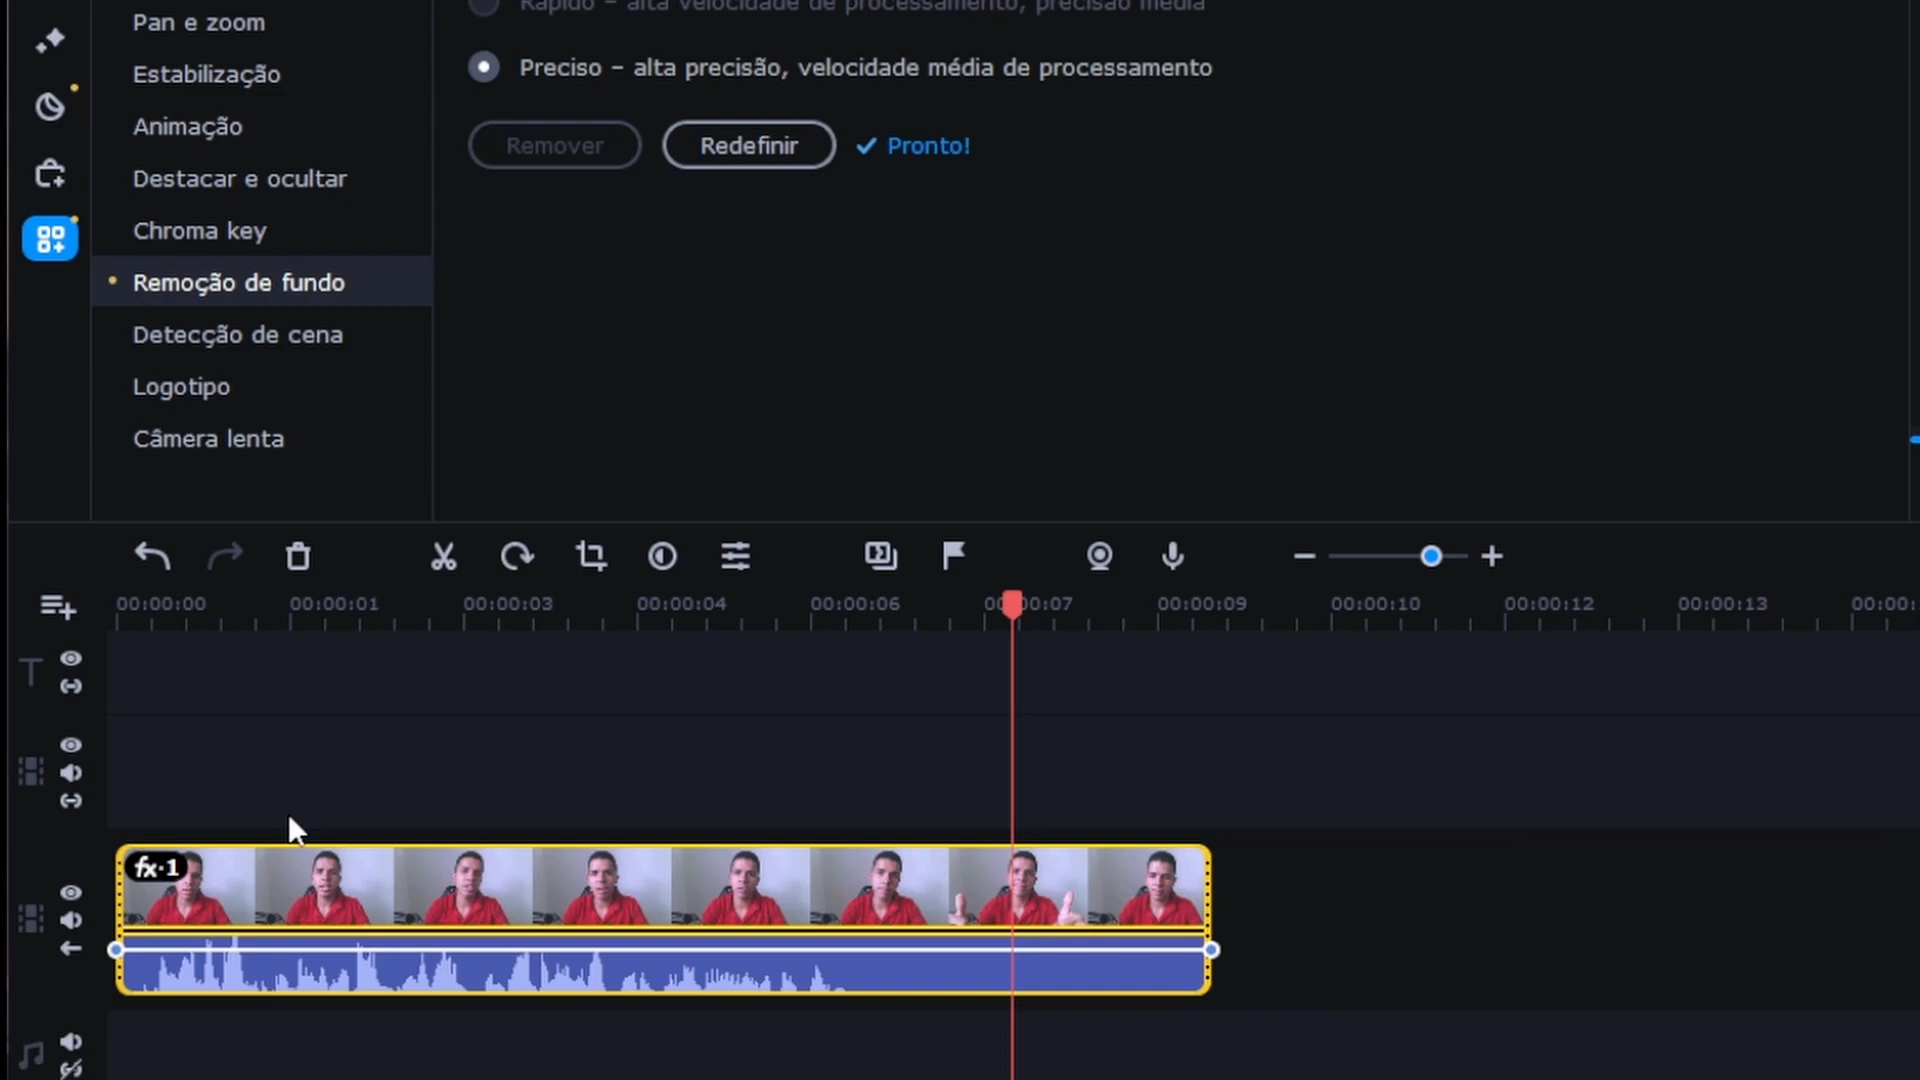 Pan e zoom
Rápido – alta velocidade de processamento, precisão média
Estabilização
Preciso – alta precisão, velocidade média de processamento
Animação
Remover
Redefinir
Pronto!
Destacar e ocultar
Chroma key
Remoção de fundo
Detecção de cena
Logotipo
Câmera lenta
00:00:00 00:00:01 00:00:03 00:00:04 00:00:06 00:00:07 00:00:09 00:00:10 00:00:12 00:00:13 00:00:
T
fx·1